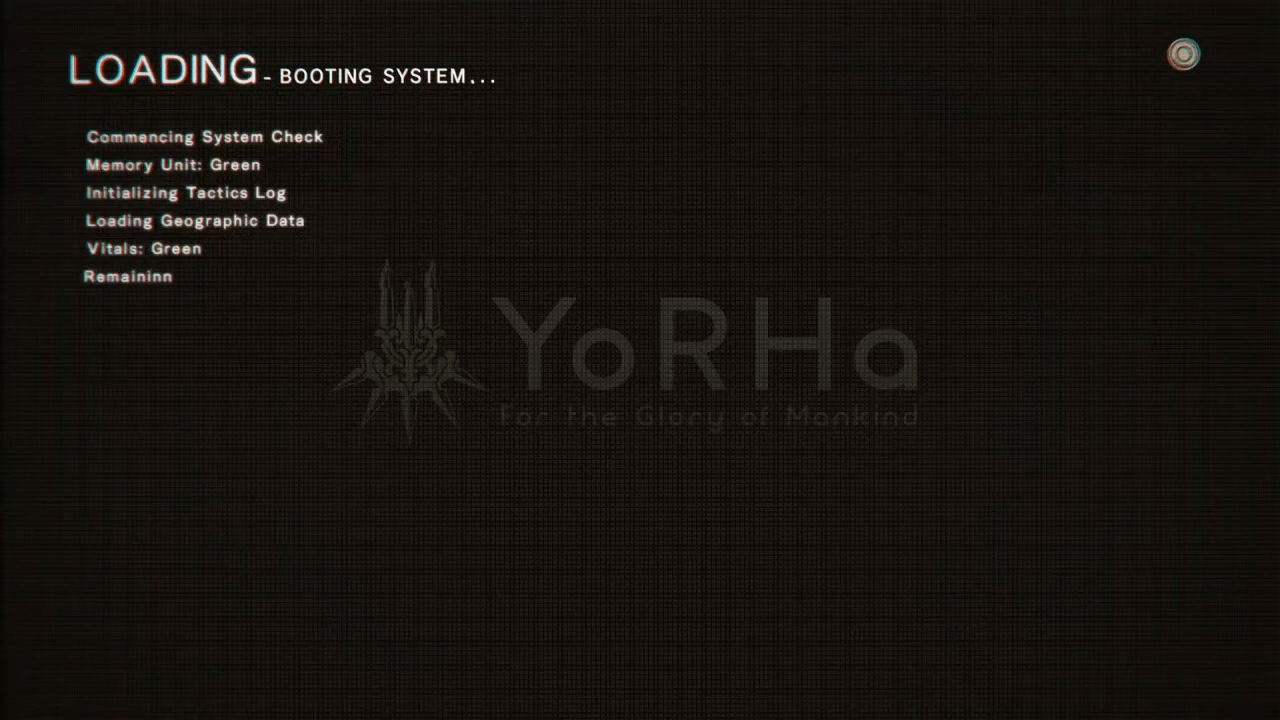 LOADING - BOOTING SYSTEM...
Commencing System Check
Memory Unit: Green
Initializing Tactics Log
Loading Geographic Data
Vitals: Green
Remaininn
YoRHa
For the Glory of Mankind